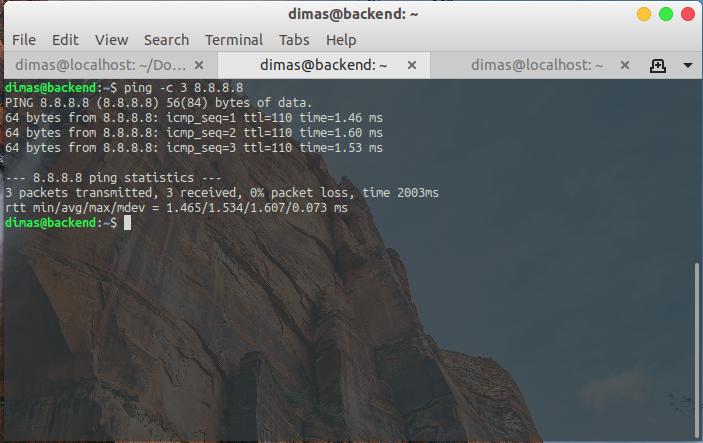 dimas@backend: ~
File Edit View Search Terminal Tabs Help
dimas@localhost: ~/Do... × dimas@backend: ~ × dimas@localhost: ~ ×
dimas@backend:~$ ping -c 3 8.8.8.8
PING 8.8.8.8 (8.8.8.8) 56(84) bytes of data.
64 bytes from 8.8.8.8: icmp_seq=1 ttl=110 time=1.46 ms
64 bytes from 8.8.8.8: icmp_seq=2 ttl=110 time=1.60 ms
64 bytes from 8.8.8.8: icmp_seq=3 ttl=110 time=1.53 ms
--- 8.8.8.8 ping statistics ---
3 packets transmitted, 3 received, 0% packet loss, time 2003ms
rtt min/avg/max/mdev = 1.465/1.534/1.607/0.073 ms
dimas@backend:~$